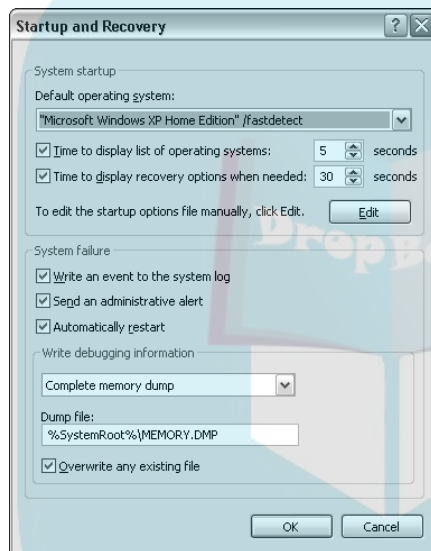 Startup and Recovery
System startup
Default operating system:
"Microsoft Windows XP Home Edition" /fastdetect
Time to display list of operating systems: 5 seconds
Time to display recovery options when needed: 30 seconds
To edit the startup options file manually, click Edit. Edit
System failure
Write an event to the system log
Send an administrative alert
Automatically restart
Write debugging information
Complete memory dump
Dump file:
%SystemRoot%\MEMORY.DMP
Overwrite any existing file
OK Cancel